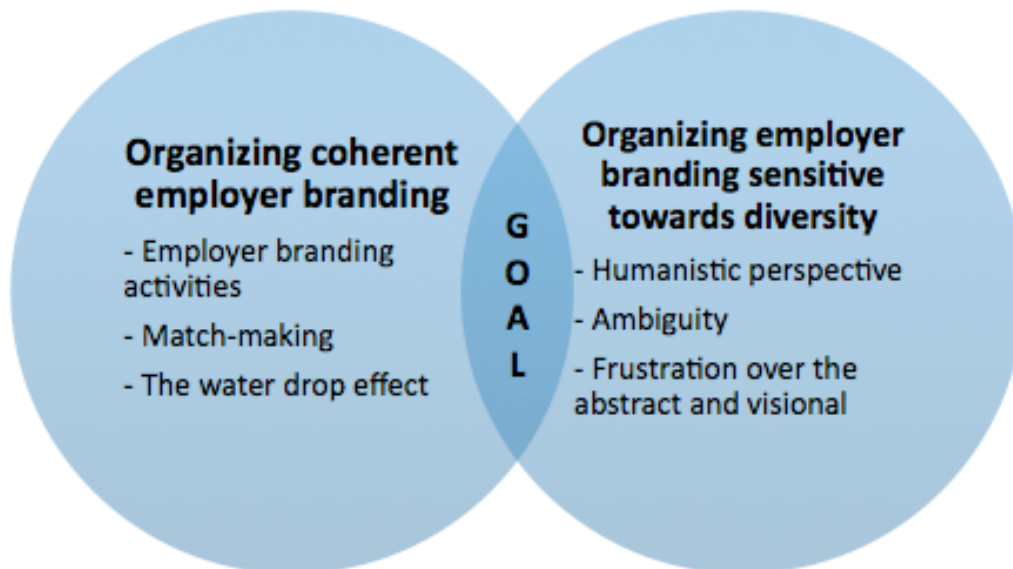 Organizing coherent
employer branding
- Employer branding
activities
- Match-making
- The water drop effect
G
O
A
L
Organizing employer
branding sensitive
towards diversity
- Humanistic perspective
- Ambiguity
- Frustration over the
abstract and visional